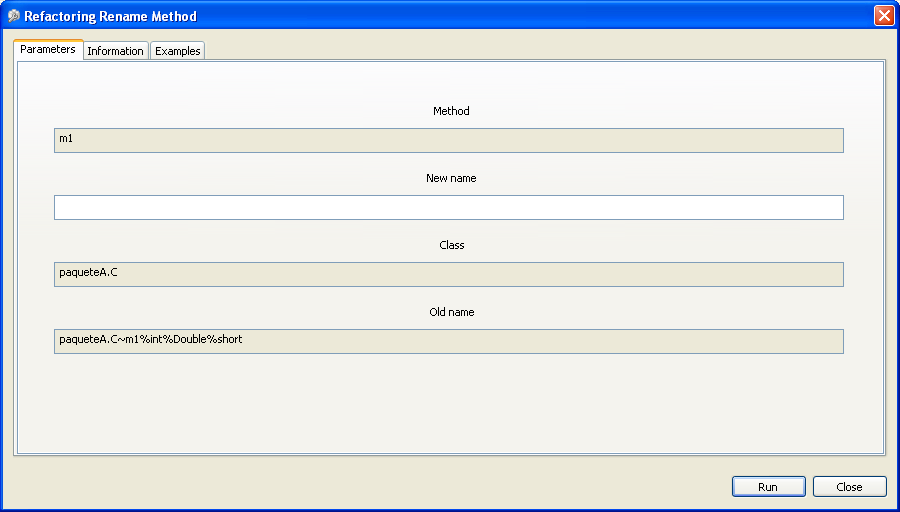 Refactoring Rename Method
Parameters Information Examples
Method
m1
New name
Class
paqueteA.C
Old name
paqueteA.C~m1%int%Double%short
Run Close